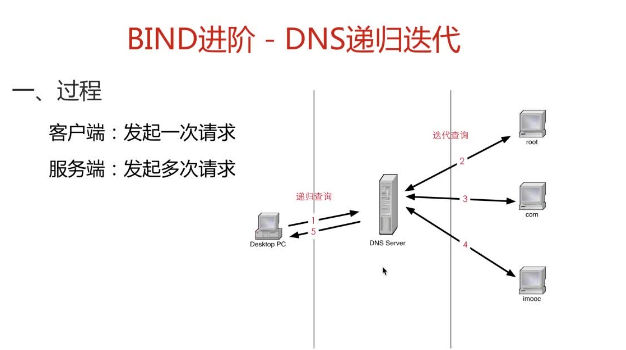 BIND进阶 - DNS递归迭代
一、过程
客户端：发起一次请求
服务端：发起多次请求
迭代查询
root
2
递归查询
3
1
com
5
Desktop PC
DNS Server
4
imooc